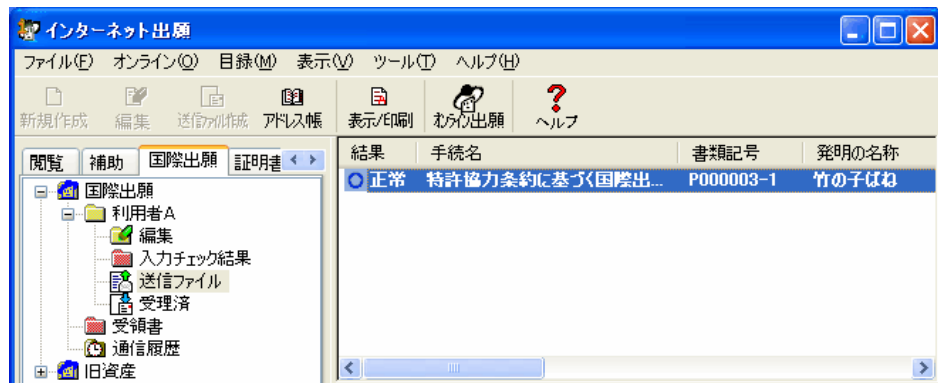 インターネット出願
ファイル(F) オンライン(O) 目録(M) 表示(V) ツール(T) ヘルプ(H)
新規作成 編集 送信ファイル作成 アドレス帳 表示/印刷 オンライン出願 ヘルプ
閲覧 補助 国際出願 証明書
結果 手続名 書類記号 発明の名称
正常 特許協力条約に基づく国際出... P000003-1 竹の子ばね
国際出願
利用者A
編集
入力チェック結果
送信ファイル
受理済
受領書
通信履歴
旧資産